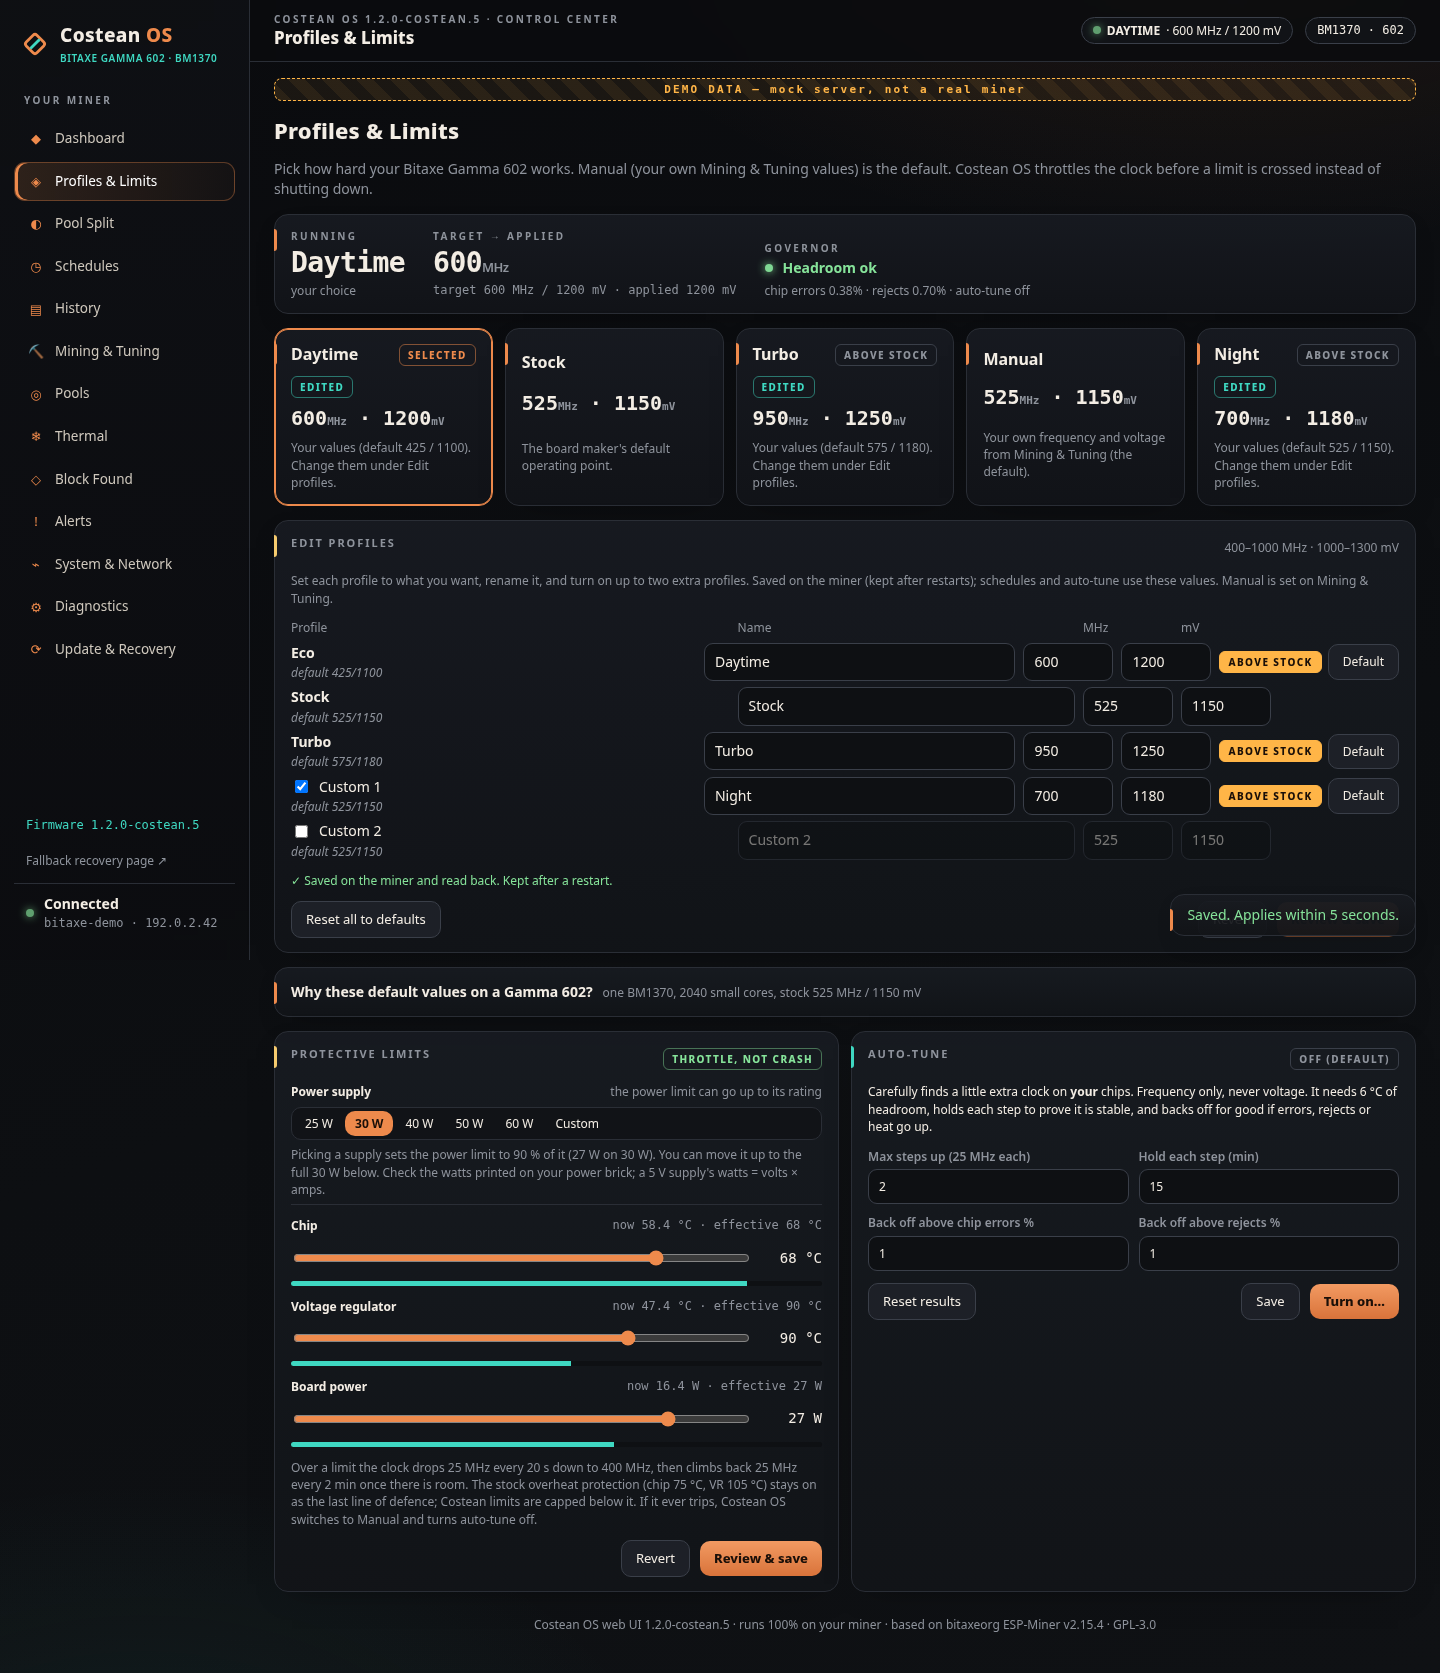 Costean OS
BITAXE GAMMA 602 · BM1370
YOUR MINER
Dashboard
Profiles & Limits
Pool Split
Schedules
History
Mining & Tuning
Pools
Thermal
Block Found
Alerts
System & Network
Diagnostics
Update & Recovery
Firmware 1.2.0-costean.5
Fallback recovery page ↗
Connected
bitaxe-demo · 192.0.2.42
COSTEAN OS 1.2.0-COSTEAN.5 · CONTROL CENTER
Profiles & Limits
DAYTIME · 600 MHz / 1200 mV
BM1370 · 602
DEMO DATA — mock server, not a real miner
Profiles & Limits
Pick how hard your Bitaxe Gamma 602 works. Manual (your own Mining & Tuning values) is the default. Costean OS throttles the clock before a limit is crossed instead of
shutting down.
RUNNING
Daytime
your choice
TARGET → APPLIED
600MHz
target 600 MHz / 1200 mV · applied 1200 mV
GOVERNOR
Headroom ok
chip errors 0.38% · rejects 0.70% · auto-tune off
Daytime SELECTED
EDITED
600MHz · 1200mV
Your values (default 425 / 1100).
Change them under Edit
profiles.
Stock
525MHz · 1150mV
The board maker's default
operating point.
Turbo ABOVE STOCK
EDITED
950MHz · 1250mV
Your values (default 575 / 1180).
Change them under Edit
profiles.
Manual
525MHz · 1150mV
Your own frequency and voltage
from Mining & Tuning (the
default).
Night ABOVE STOCK
EDITED
700MHz · 1180mV
Your values (default 525 / 1150).
Change them under Edit
profiles.
EDIT PROFILES
400–1000 MHz · 1000–1300 mV
Set each profile to what you want, rename it, and turn on up to two extra profiles. Saved on the miner (kept after restarts); schedules and auto-tune use these values. Manual is set on Mining &
Tuning.
Profile Name MHz mV
Eco
default 425/1100
Daytime 600 1200 ABOVE STOCK Default
Stock
default 525/1150
Stock 525 1150
Turbo
default 575/1180
Turbo 950 1250 ABOVE STOCK Default
Custom 1
default 525/1150
Night 700 1180 ABOVE STOCK Default
Custom 2
default 525/1150
Custom 2 525 1150
✓ Saved on the miner and read back. Kept after a restart.
Reset all to defaults
Saved. Applies within 5 seconds.
Why these default values on a Gamma 602? one BM1370, 2040 small cores, stock 525 MHz / 1150 mV
PROTECTIVE LIMITS
THROTTLE, NOT CRASH
Power supply the power limit can go up to its rating
25 W 30 W 40 W 50 W 60 W Custom
Picking a supply sets the power limit to 90 % of it (27 W on 30 W). You can move it up to the
full 30 W below. Check the watts printed on your power brick; a 5 V supply's watts = volts ×
amps.
Chip now 58.4 °C · effective 68 °C
68 °C
Voltage regulator now 47.4 °C · effective 90 °C
90 °C
Board power now 16.4 W · effective 27 W
27 W
Over a limit the clock drops 25 MHz every 20 s down to 400 MHz, then climbs back 25 MHz
every 2 min once there is room. The stock overheat protection (chip 75 °C, VR 105 °C) stays on
as the last line of defence; Costean limits are capped below it. If it ever trips, Costean OS
switches to Manual and turns auto-tune off.
Revert Review & save
AUTO-TUNE
OFF (DEFAULT)
Carefully finds a little extra clock on your chips. Frequency only, never voltage. It needs 6 °C of
headroom, holds each step to prove it is stable, and backs off for good if errors, rejects or
heat go up.
Max steps up (25 MHz each) Hold each step (min)
2 15
Back off above chip errors % Back off above rejects %
1 1
Reset results Save Turn on…
Costean OS web UI 1.2.0-costean.5 · runs 100% on your miner · based on bitaxeorg ESP-Miner v2.15.4 · GPL-3.0